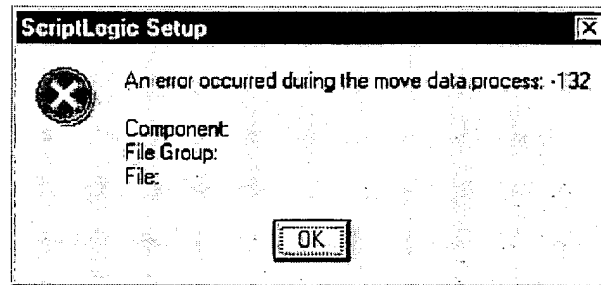 ScriptLogic Setup
An error occurred during the move data process: -132
Component:
File Group:
File:
OK